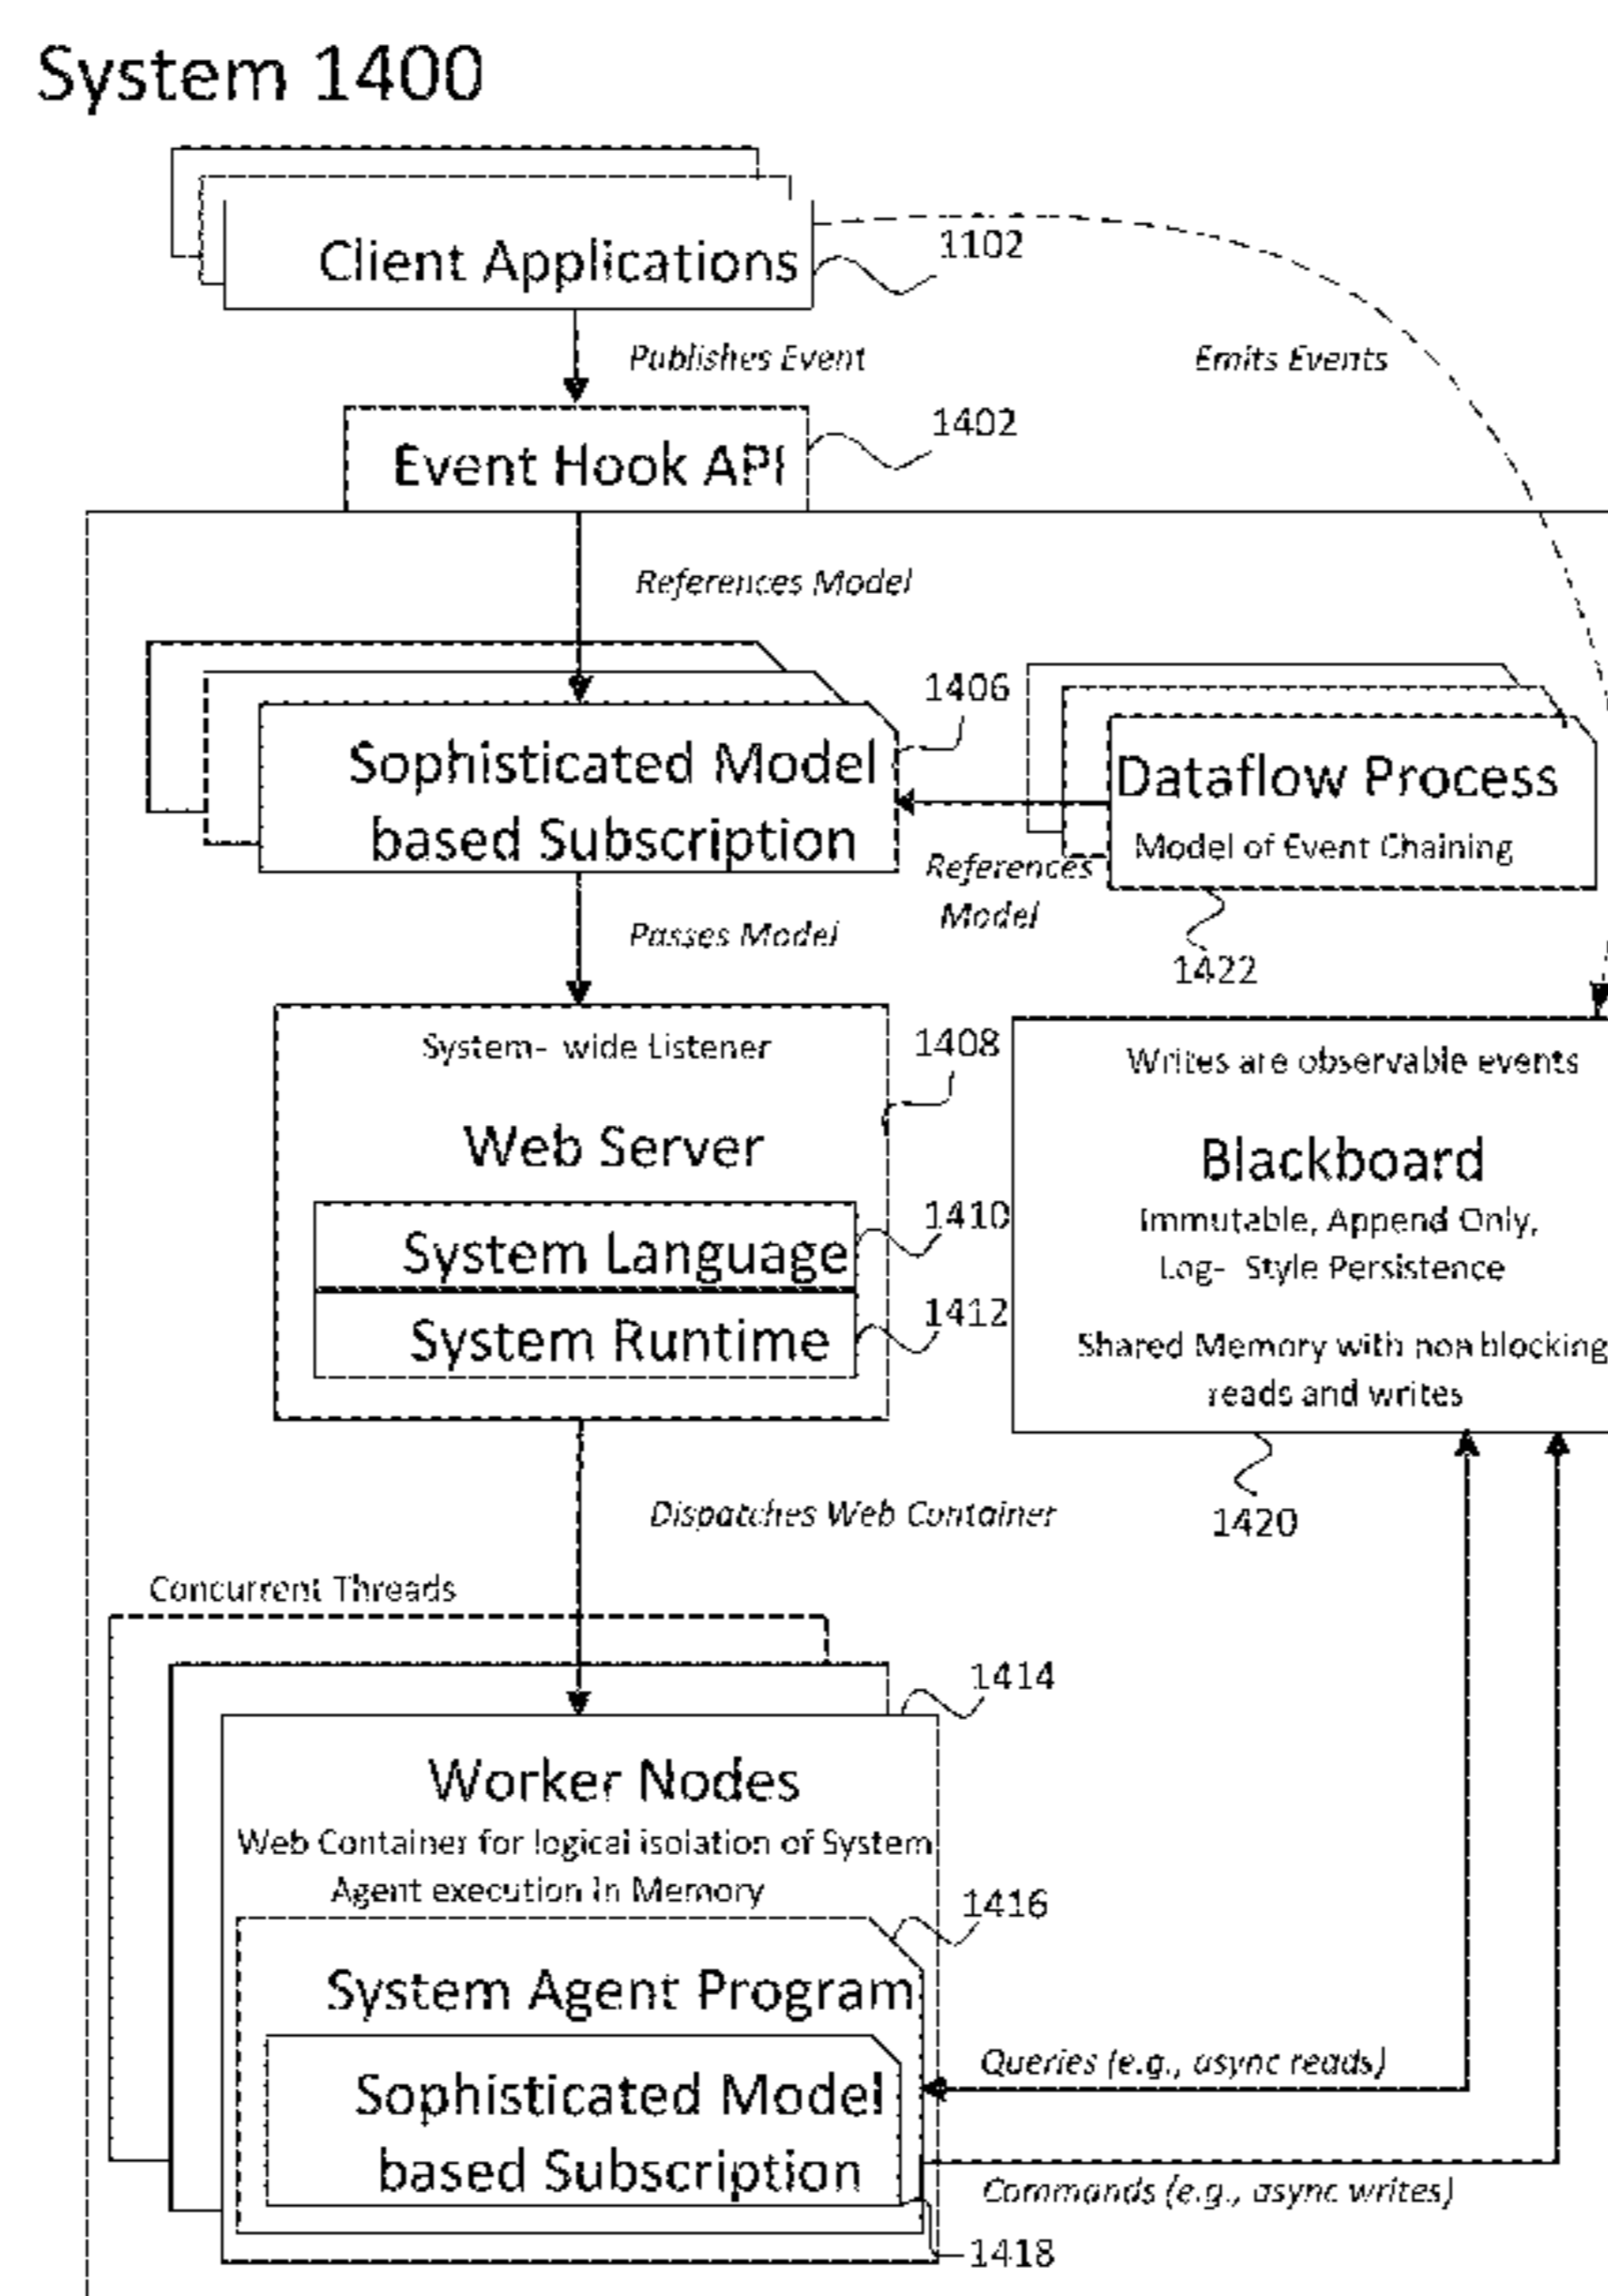 System 1400
Client Applications
1102
Publishes Event
Emits Events
Event Hook API
1402
References Model
1406
Sophisticated Model
based Subscription
Dataflow Process
Model of Event Chaining
References
Model
1422
Passes Model
System- wide Listener
1408
Web Server
System Language
1410
System Runtime
1412
Writes are observable events
Blackboard
Immutable, Append Only,
Log- Style Persistence
Shared Memory with non blocking
reads and writes
1420
Dispatches Web Container
Concurrent Threads
1414
Worker Nodes
Web Container for logical isolation of System
Agent execution in Memory
1416
System Agent Program
Sophisticated Model
based Subscription
Queries (e.g., async reads)
Commands (e.g., async writes)
1418